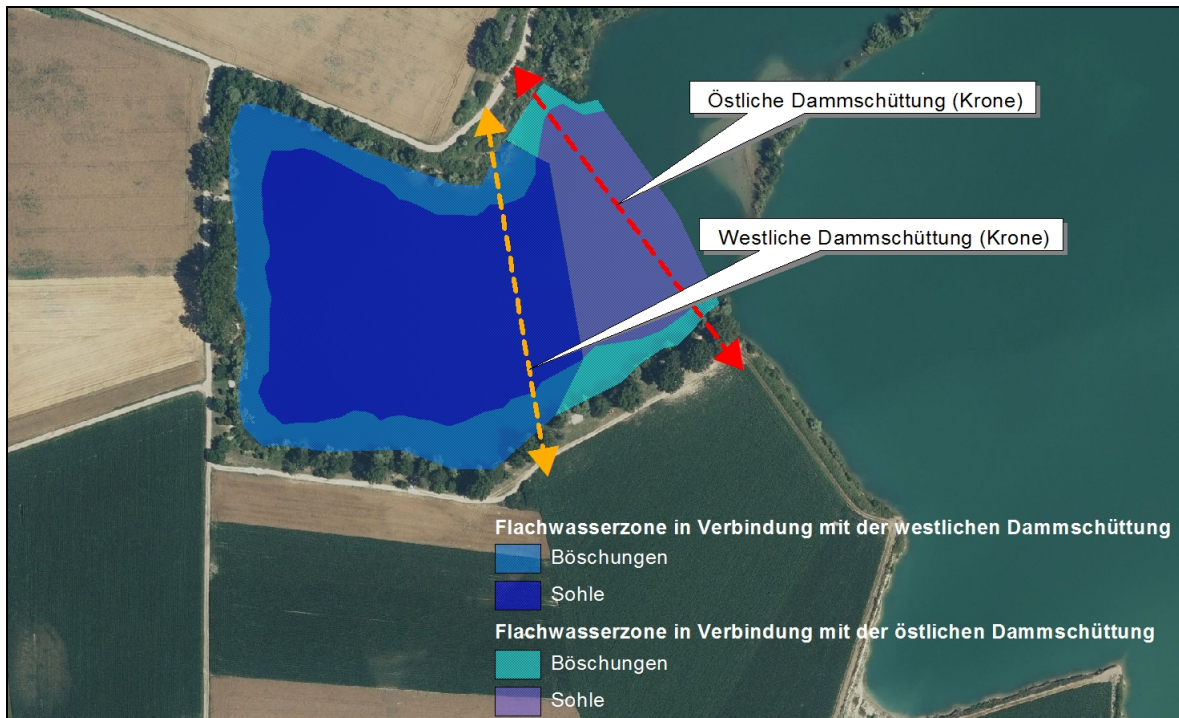 Östliche Dammschüttung (Krone)
Westliche Dammschüttung (Krone)
Flachwasserzone in Verbindung mit der westlichen Dammschüttung
Böschungen
Sohle
Flachwasserzone in Verbindung mit der östlichen Dammschüttung
Böschungen
Sohle